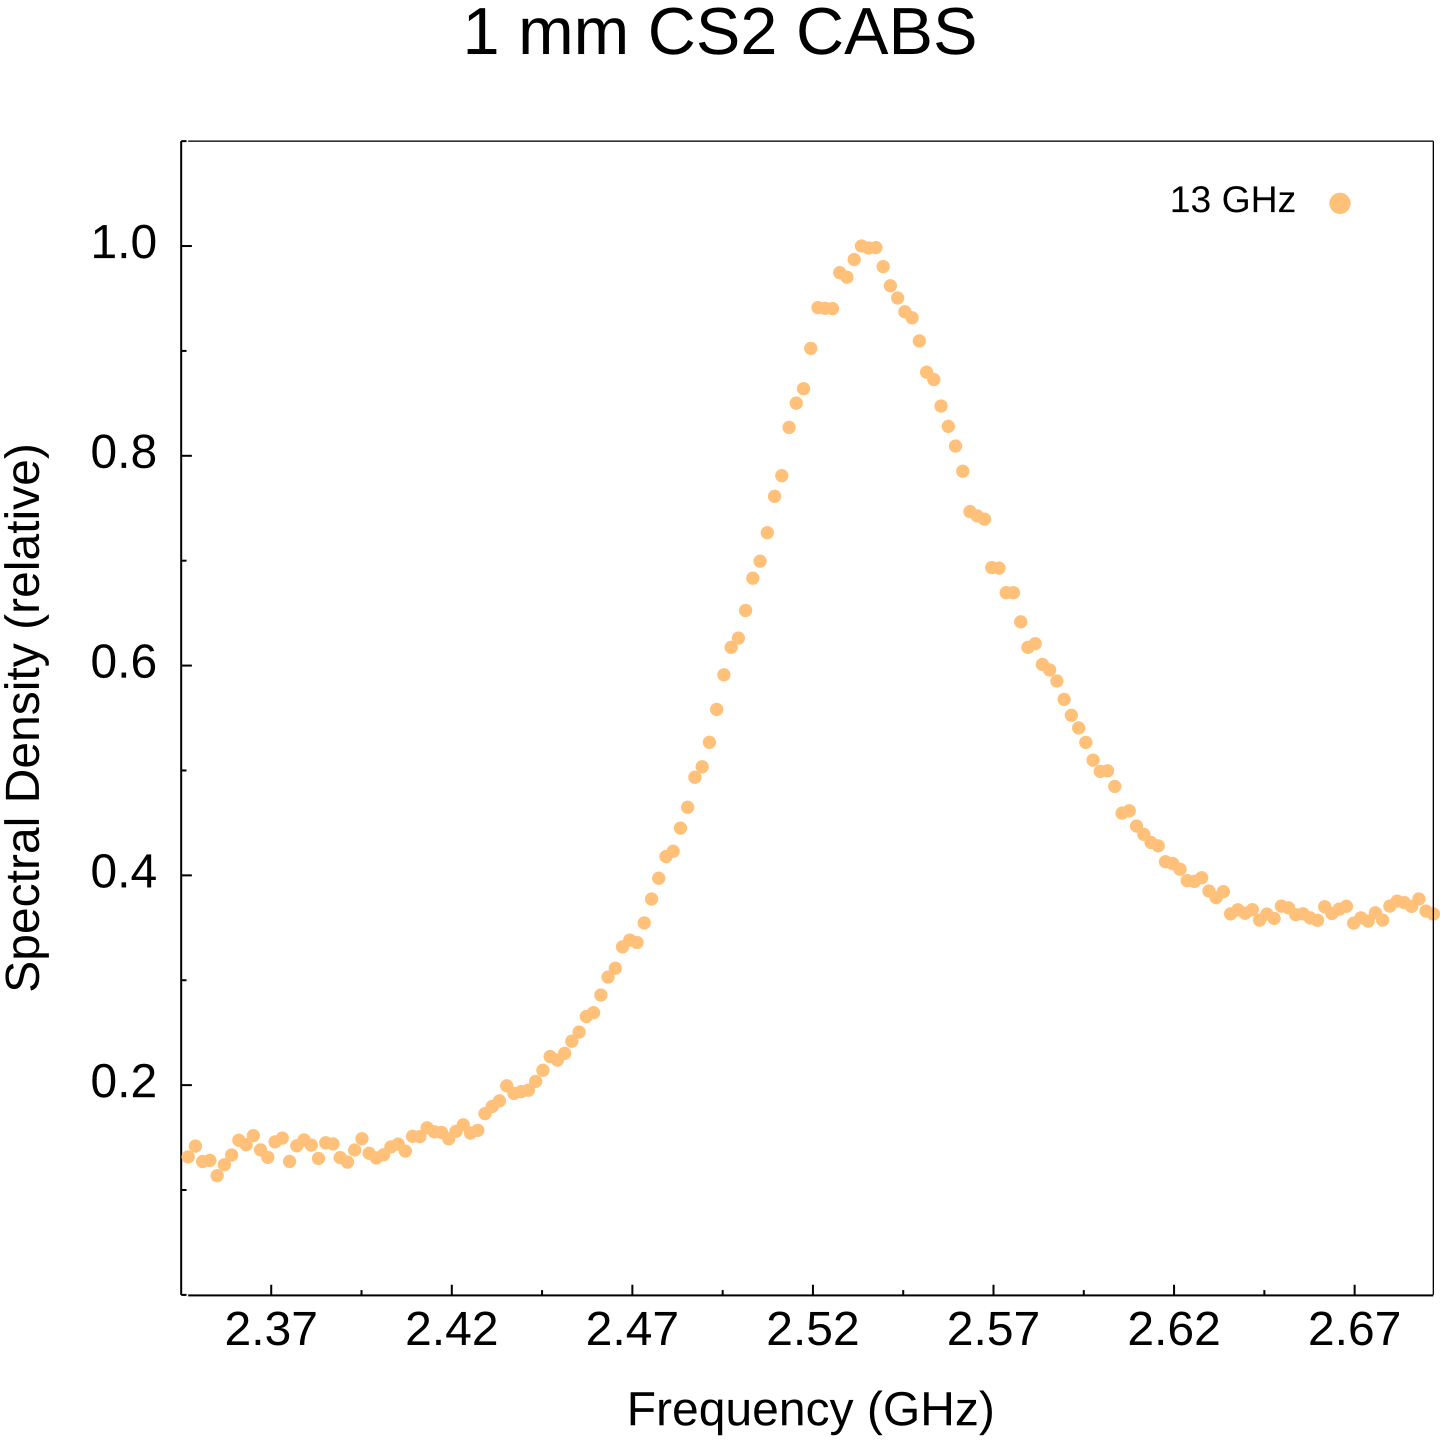 1 mm CS2 CABS
13 GHz
1.0
0.8
0.6
0.4
0.2
Spectral Density (relative)
2.37 2.42 2.47 2.52 2.57 2.62 2.67
Frequency (GHz)